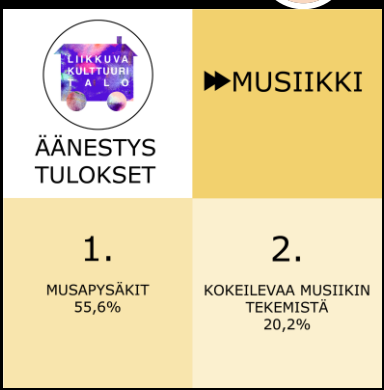 LIIKKUVA
KULTTUURI
TALO
ÄÄNESTYS
TULOKSET
MUSIIKKI
1.
MUSAPYSÄKIT
55,6%
2.
KOKEILEVAA MUSIIKIN
TEKEMISTÄ
20,2%